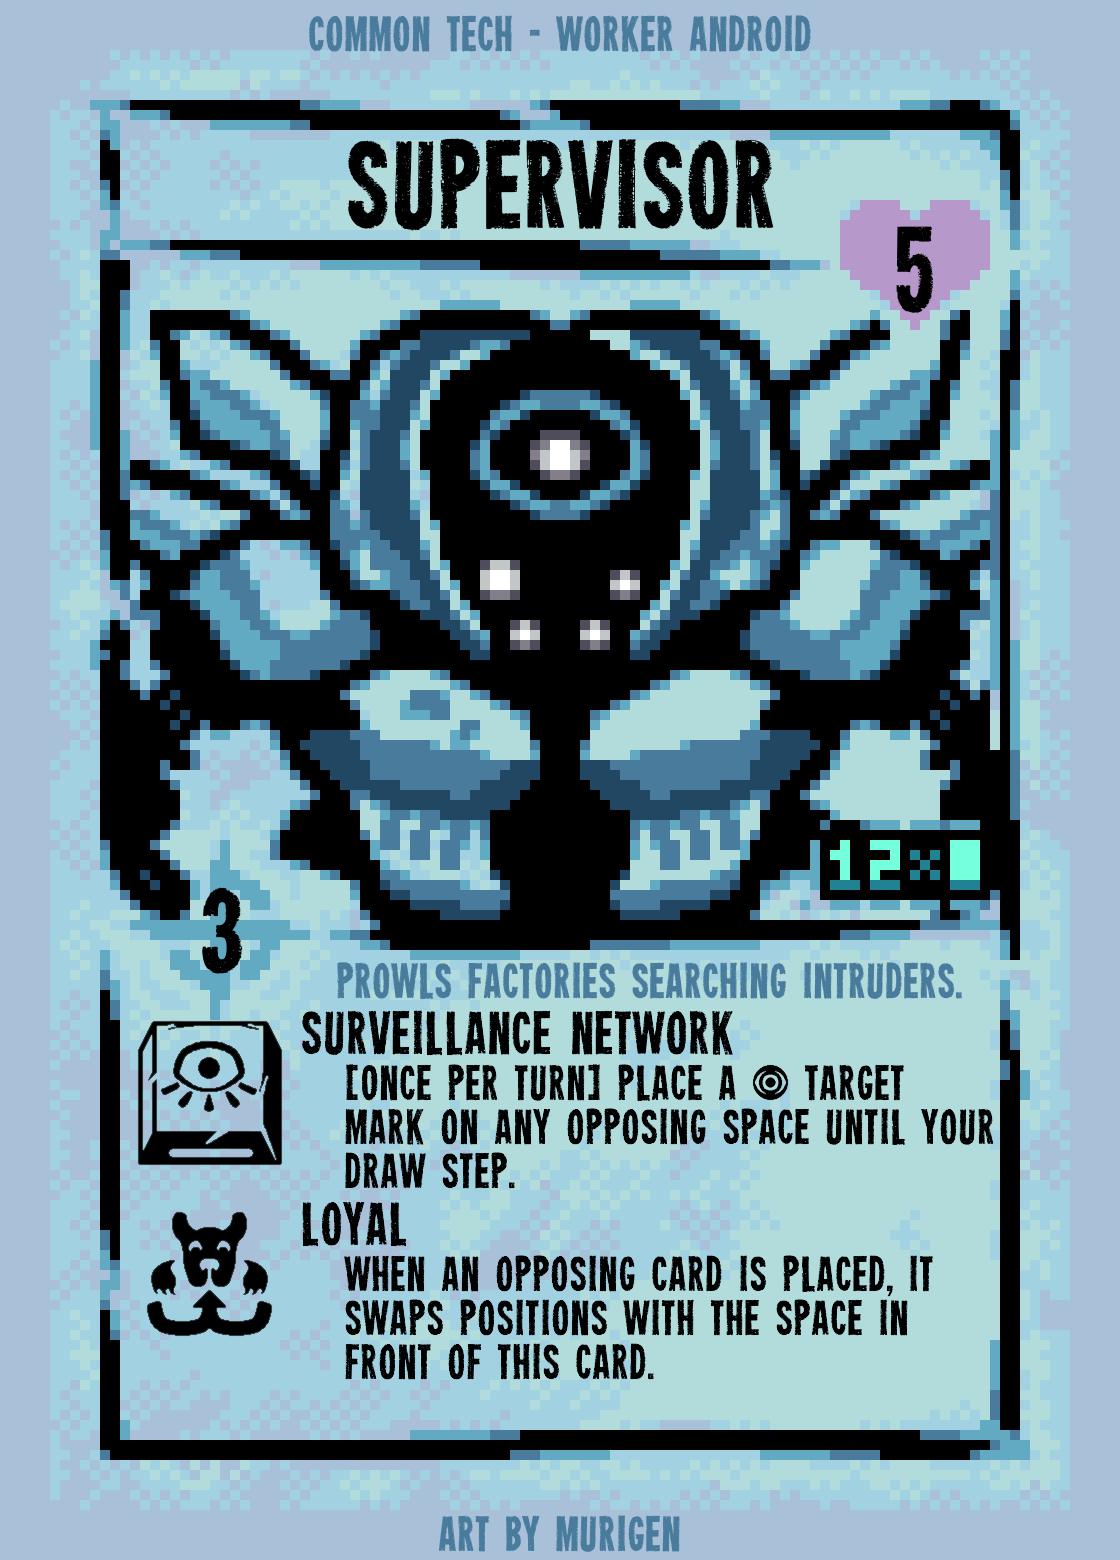 COMMON TECH - WORKER ANDROID
SUPERVISOR
5
12×
3
PROWLS FACTORIES SEARCHING INTRUDERS.
SURVEILLANCE NETWORK
[ONCE PER TURN] PLACE A TARGET
MARK ON ANY OPPOSING SPACE UNTIL YOUR
DRAW STEP.
LOYAL
WHEN AN OPPOSING CARD IS PLACED, IT
SWAPS POSITIONS WITH THE SPACE IN
FRONT OF THIS CARD.
ART BY MURIGEN